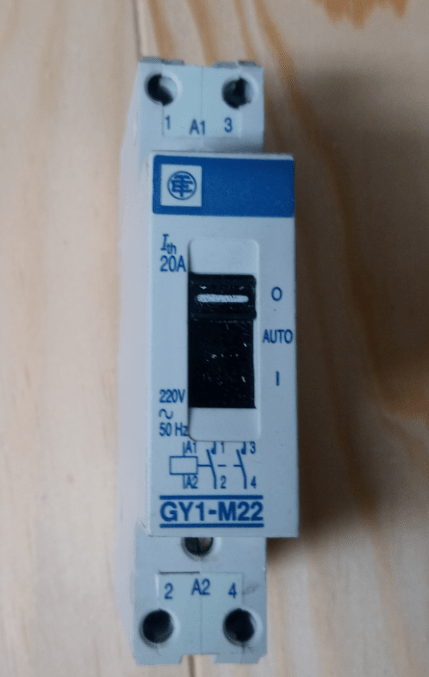 1 A1 3
TE
Ith
20A
O
AUTO
I
220V
~
50 Hz
A1 1 3
A2 2 4
GY1-M22
2 A2 4